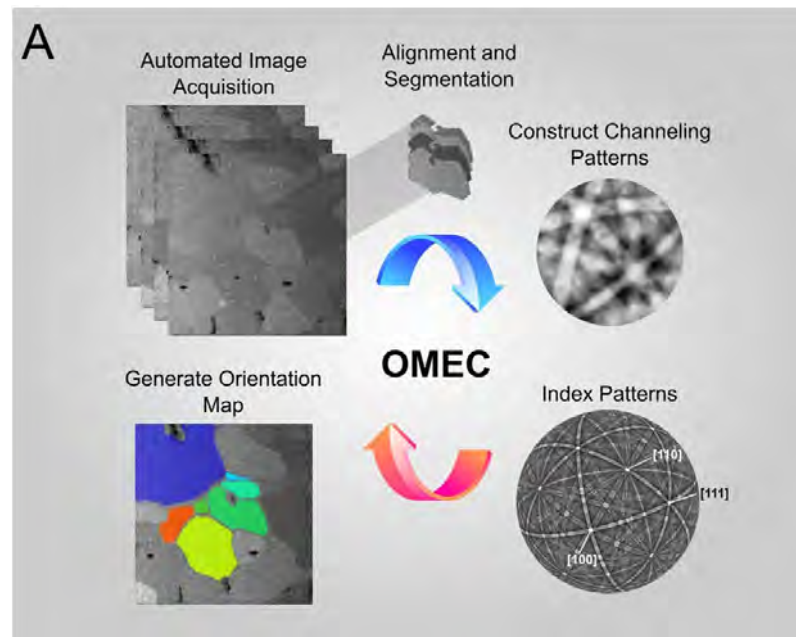 A
Automated Image
Acquisition
Alignment and
Segmentation
Construct Channeling
Patterns
OMEC
Generate Orientation
Map
Index Patterns
[110]
[111]
[100]*